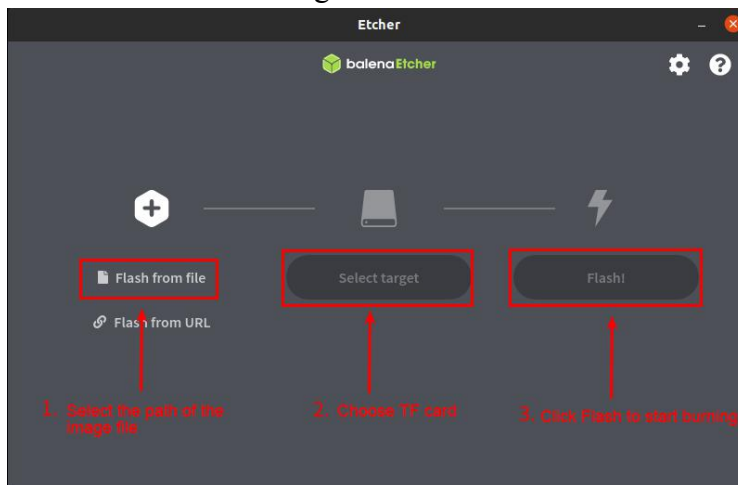 Etcher
balenaEtcher
Flash from file
Select target
Flash!
Flash from URL
1. Select the path of the
image file
2. Choose TF card
3. Click Flash to start burning